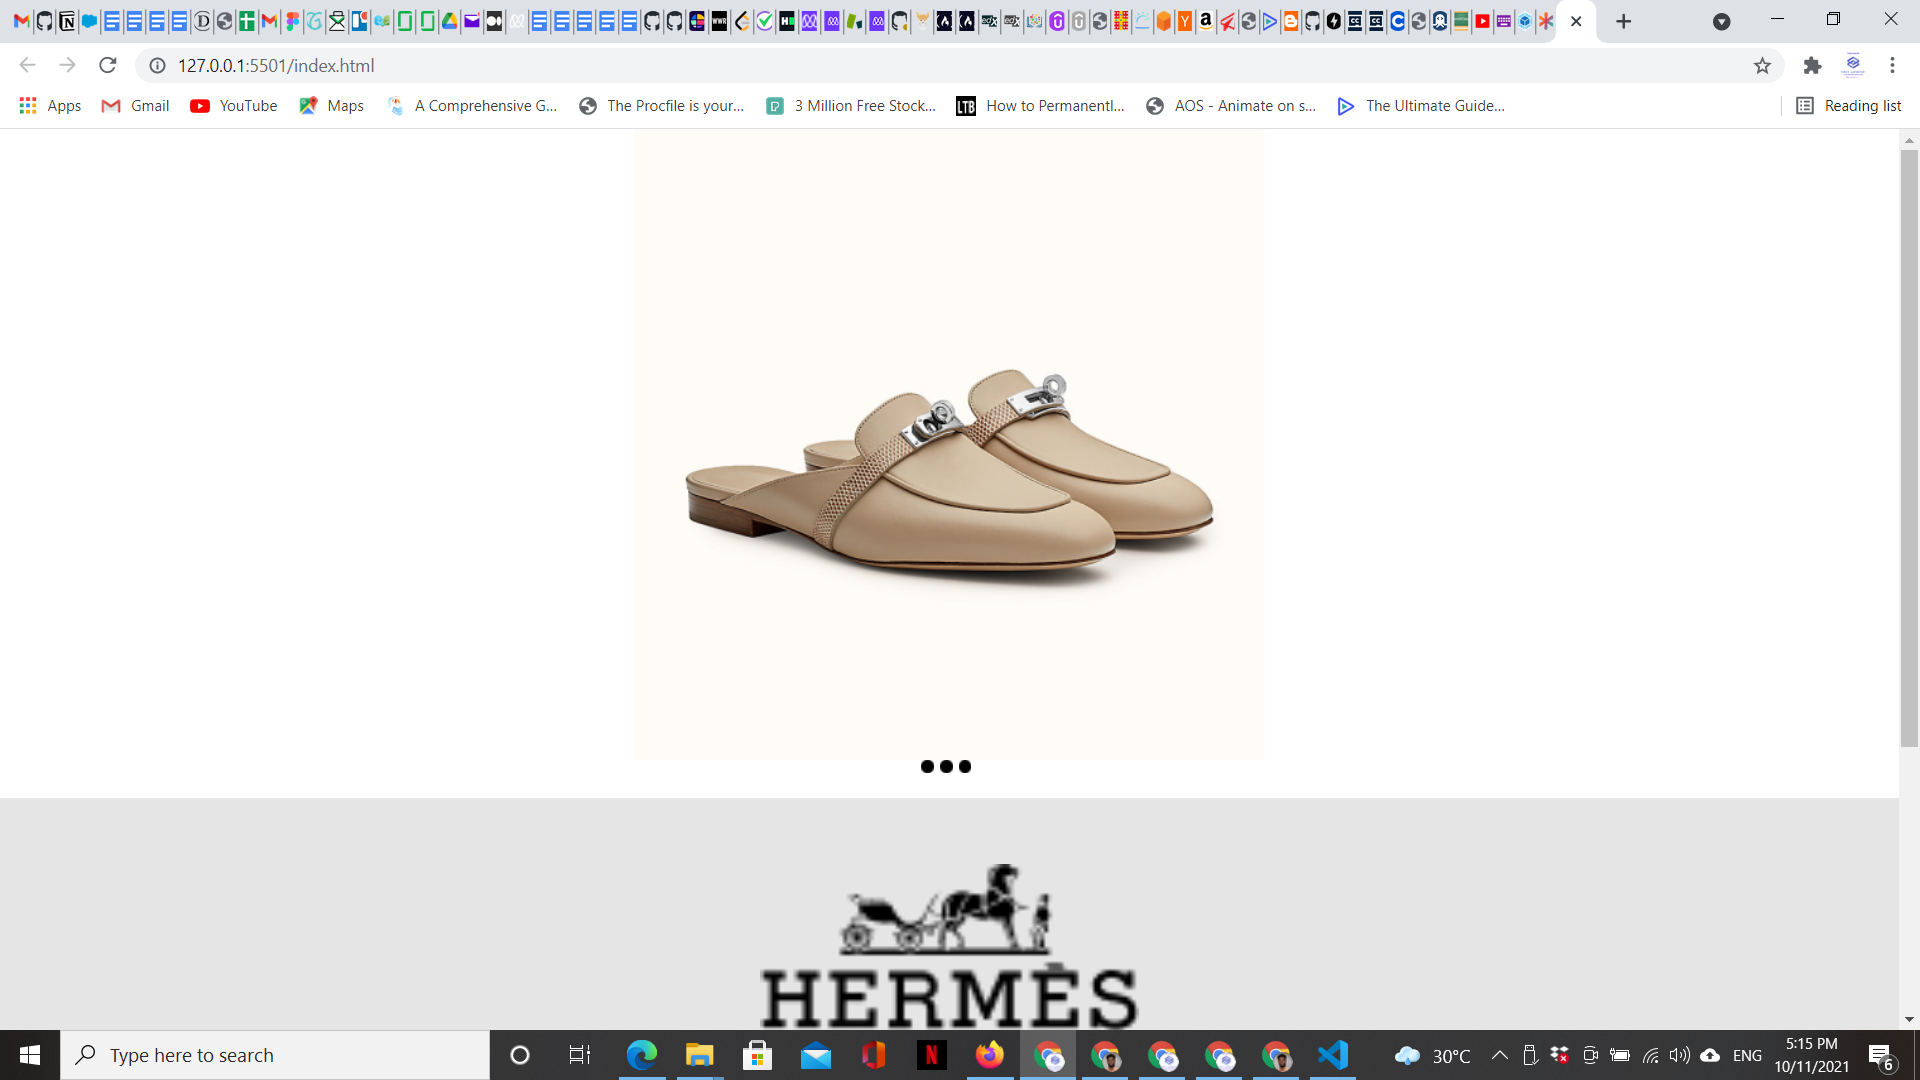 127.0.0.1:5501/index.html
Apps
Gmail
YouTube
Maps
A Comprehensive G...
The Procfile is your...
3 Million Free Stock...
LTB
How to Permanentl...
AOS - Animate on s...
The Ultimate Guide...
Reading list
HERMÈS
Type here to search
30°C
ENG
5:15 PM
10/11/2021
6